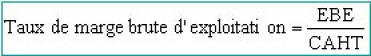 Taux de marge brute d'exploitati on = EBE
CAHT